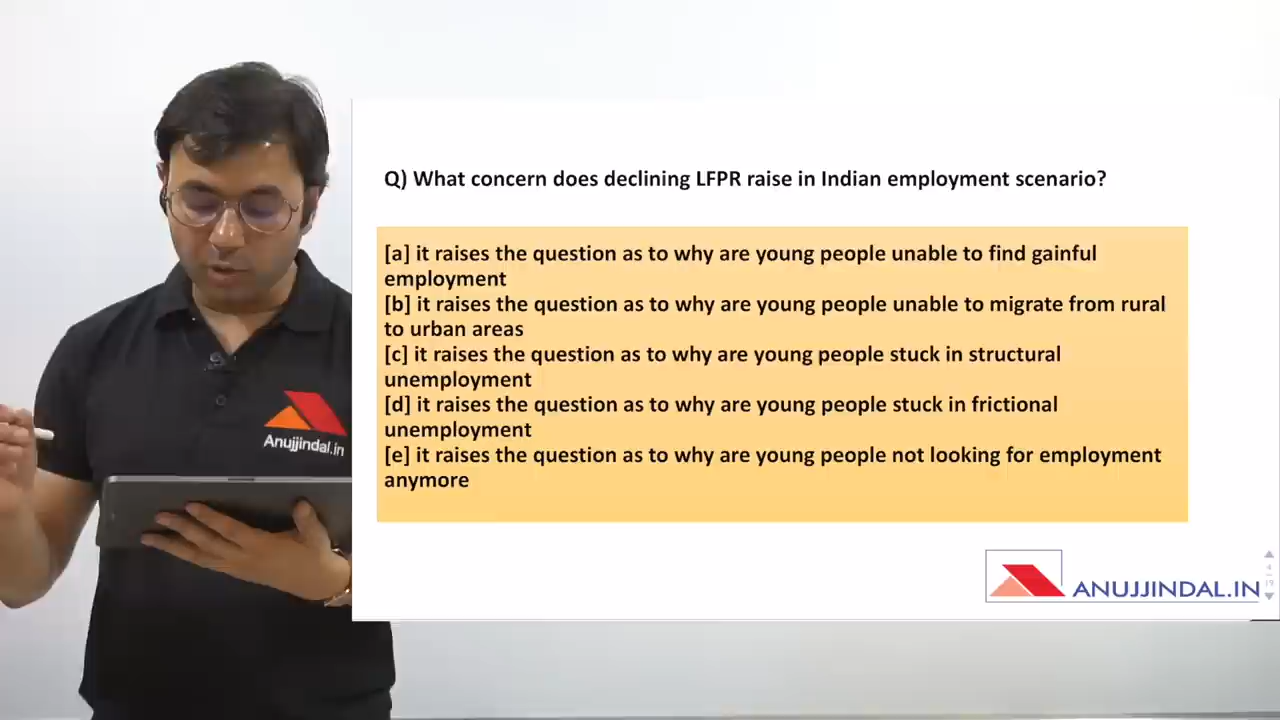 Q) What concern does declining LFPR raise in Indian employment scenario?
[a] it raises the question as to why are young people unable to find gainful
employment
[b] it raises the question as to why are young people unable to migrate from rural
to urban areas
[c] it raises the question as to why are young people stuck in structural
unemployment
[d] it raises the question as to why are young people stuck in frictional
unemployment
[e] it raises the question as to why are young people not looking for employment
anymore
Anujjindal.in
ANUJJINDAL.IN
4
19